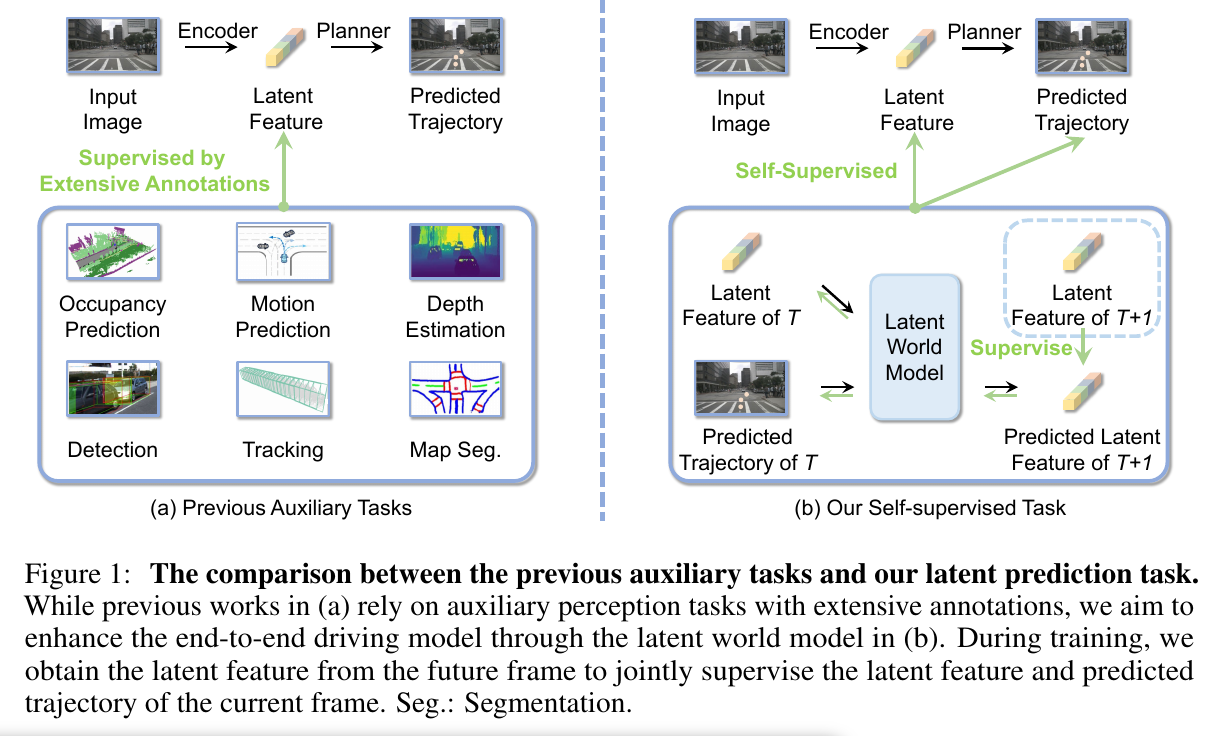 Encoder
Planner
Input
Image
Latent
Feature
Predicted
Trajectory
Supervised by
Extensive Annotations
Occupancy
Prediction
Motion
Prediction
Depth
Estimation
Detection
Tracking
Map Seg.
(a) Previous Auxiliary Tasks
Encoder
Planner
Input
Image
Latent
Feature
Predicted
Trajectory
Self-Supervised
Latent
Feature of T
Latent
World
Model
Latent
Feature of T+1
Supervise
Predicted
Trajectory of T
Predicted Latent
Feature of T+1
(b) Our Self-supervised Task
Figure 1: The comparison between the previous auxiliary tasks and our latent prediction task.
While previous works in (a) rely on auxiliary perception tasks with extensive annotations, we aim to
enhance the end-to-end driving model through the latent world model in (b). During training, we
obtain the latent feature from the future frame to jointly supervise the latent feature and predicted
trajectory of the current frame. Seg.: Segmentation.